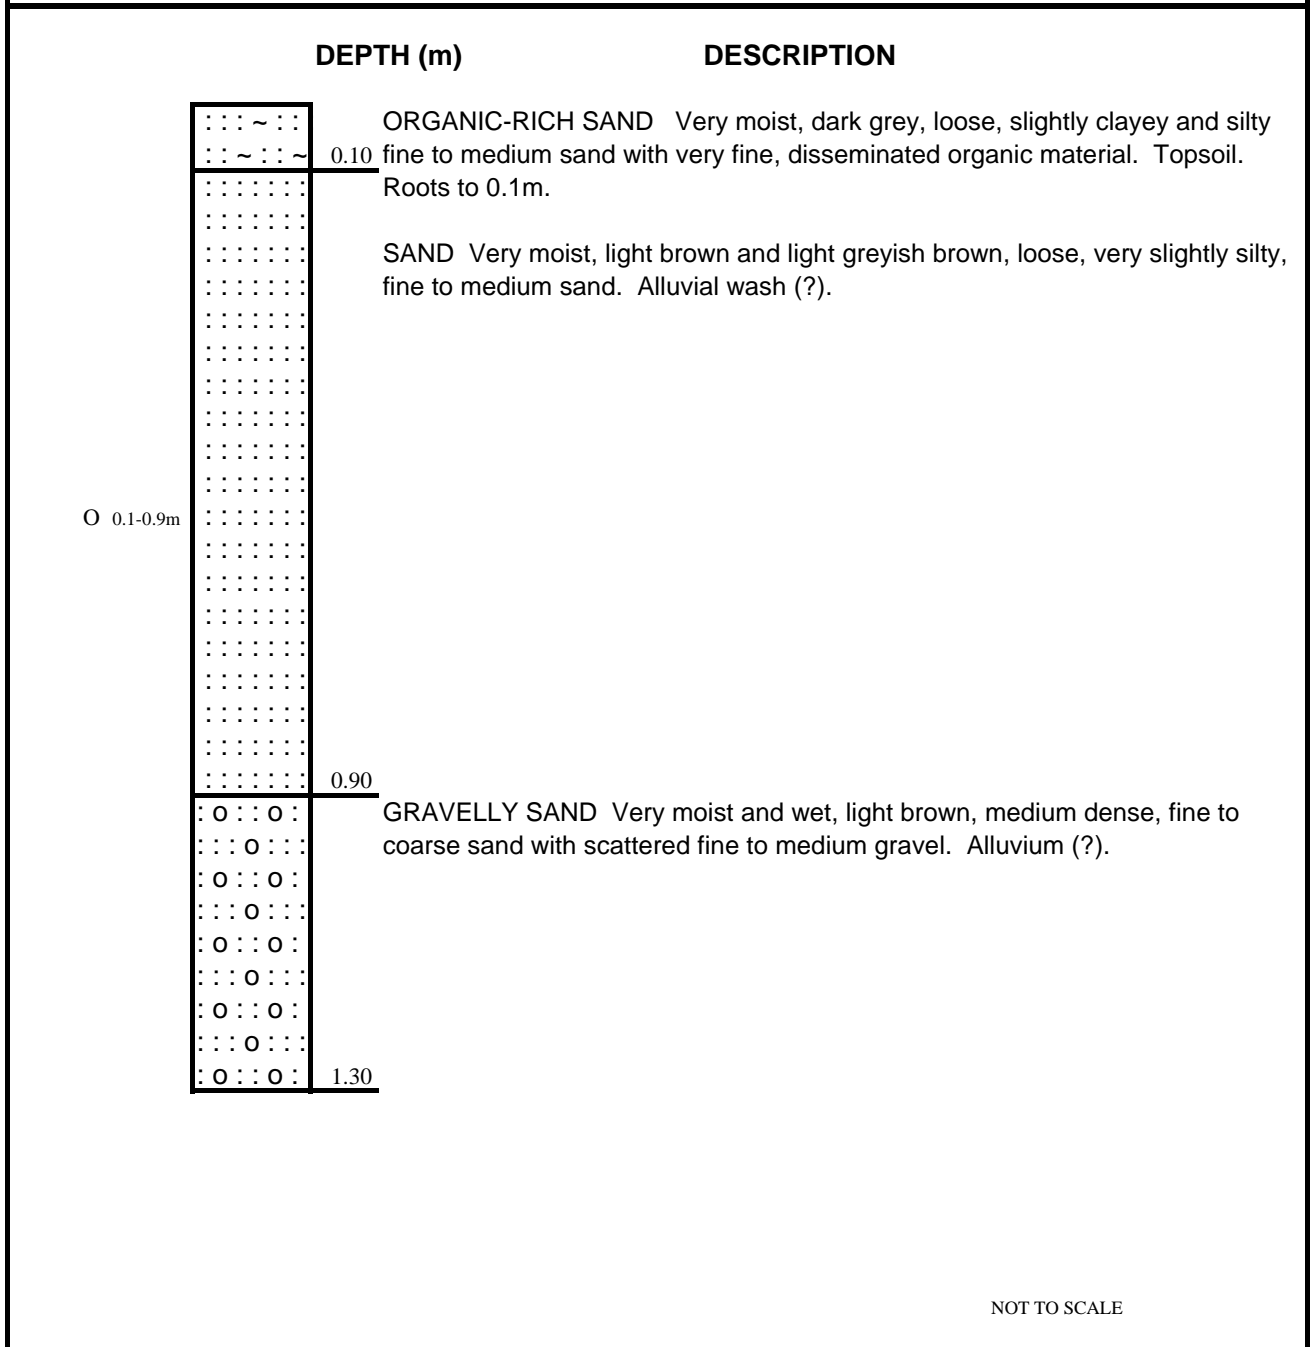 DEPTH (m) DESCRIPTION
: : : ~ : : ORGANIC-RICH SAND Very moist, dark grey, loose, slightly clayey and silty
: : ~ : : ~ 0.10 fine to medium sand with very fine, disseminated organic material. Topsoil.
: : : : : : : Roots to 0.1m.
: : : : : : :
: : : : : : : SAND Very moist, light brown and light greyish brown, loose, very slightly silty,
: : : : : : : fine to medium sand. Alluvial wash (?).
: : : : : : :
: : : : : : :
: : : : : : :
: : : : : : :
: : : : : : :
: : : : : : :
O 0.1-0.9m : : : : : : :
: : : : : : :
: : : : : : :
: : : : : : :
: : : : : : :
: : : : : : :
: : : : : : :
: : : : : : :
: : : : : : : 0.90
: o : : o : GRAVELLY SAND Very moist and wet, light brown, medium dense, fine to
: : : o : : : coarse sand with scattered fine to medium gravel. Alluvium (?).
: o : : o :
: : : o : : :
: o : : o :
: : : o : : :
: o : : o :
: : : o : : :
: o : : o : 1.30
NOT TO SCALE